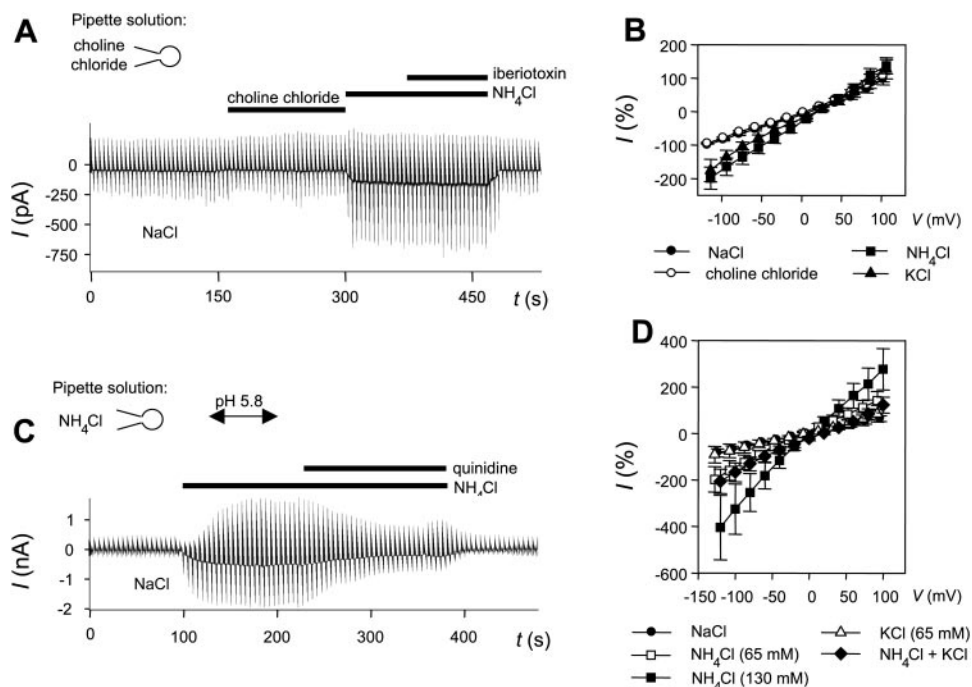 A
Pipette solution:
choline
chloride
iberiotoxin
choline chloride
NH4Cl
0
-250
-500
-750
I (pA)
NaCl
0
150
300
450
t (s)
B
200
100
0
-100
-200
I (%)
-100
-50
0
50
100
V (mV)
NaCl
NH4Cl
choline chloride
KCl
C
Pipette solution:
NH4Cl
pH 5.8
quinidine
NH4Cl
1
0
-1
-2
I (nA)
NaCl
0
100
200
300
400
t (s)
D
400
200
0
-200
-400
-600
I (%)
-150
-100
-50
0
50
100
V (mV)
NaCl
KCl (65 mM)
NH4Cl (65 mM)
NH4Cl + KCl
NH4Cl (130 mM)